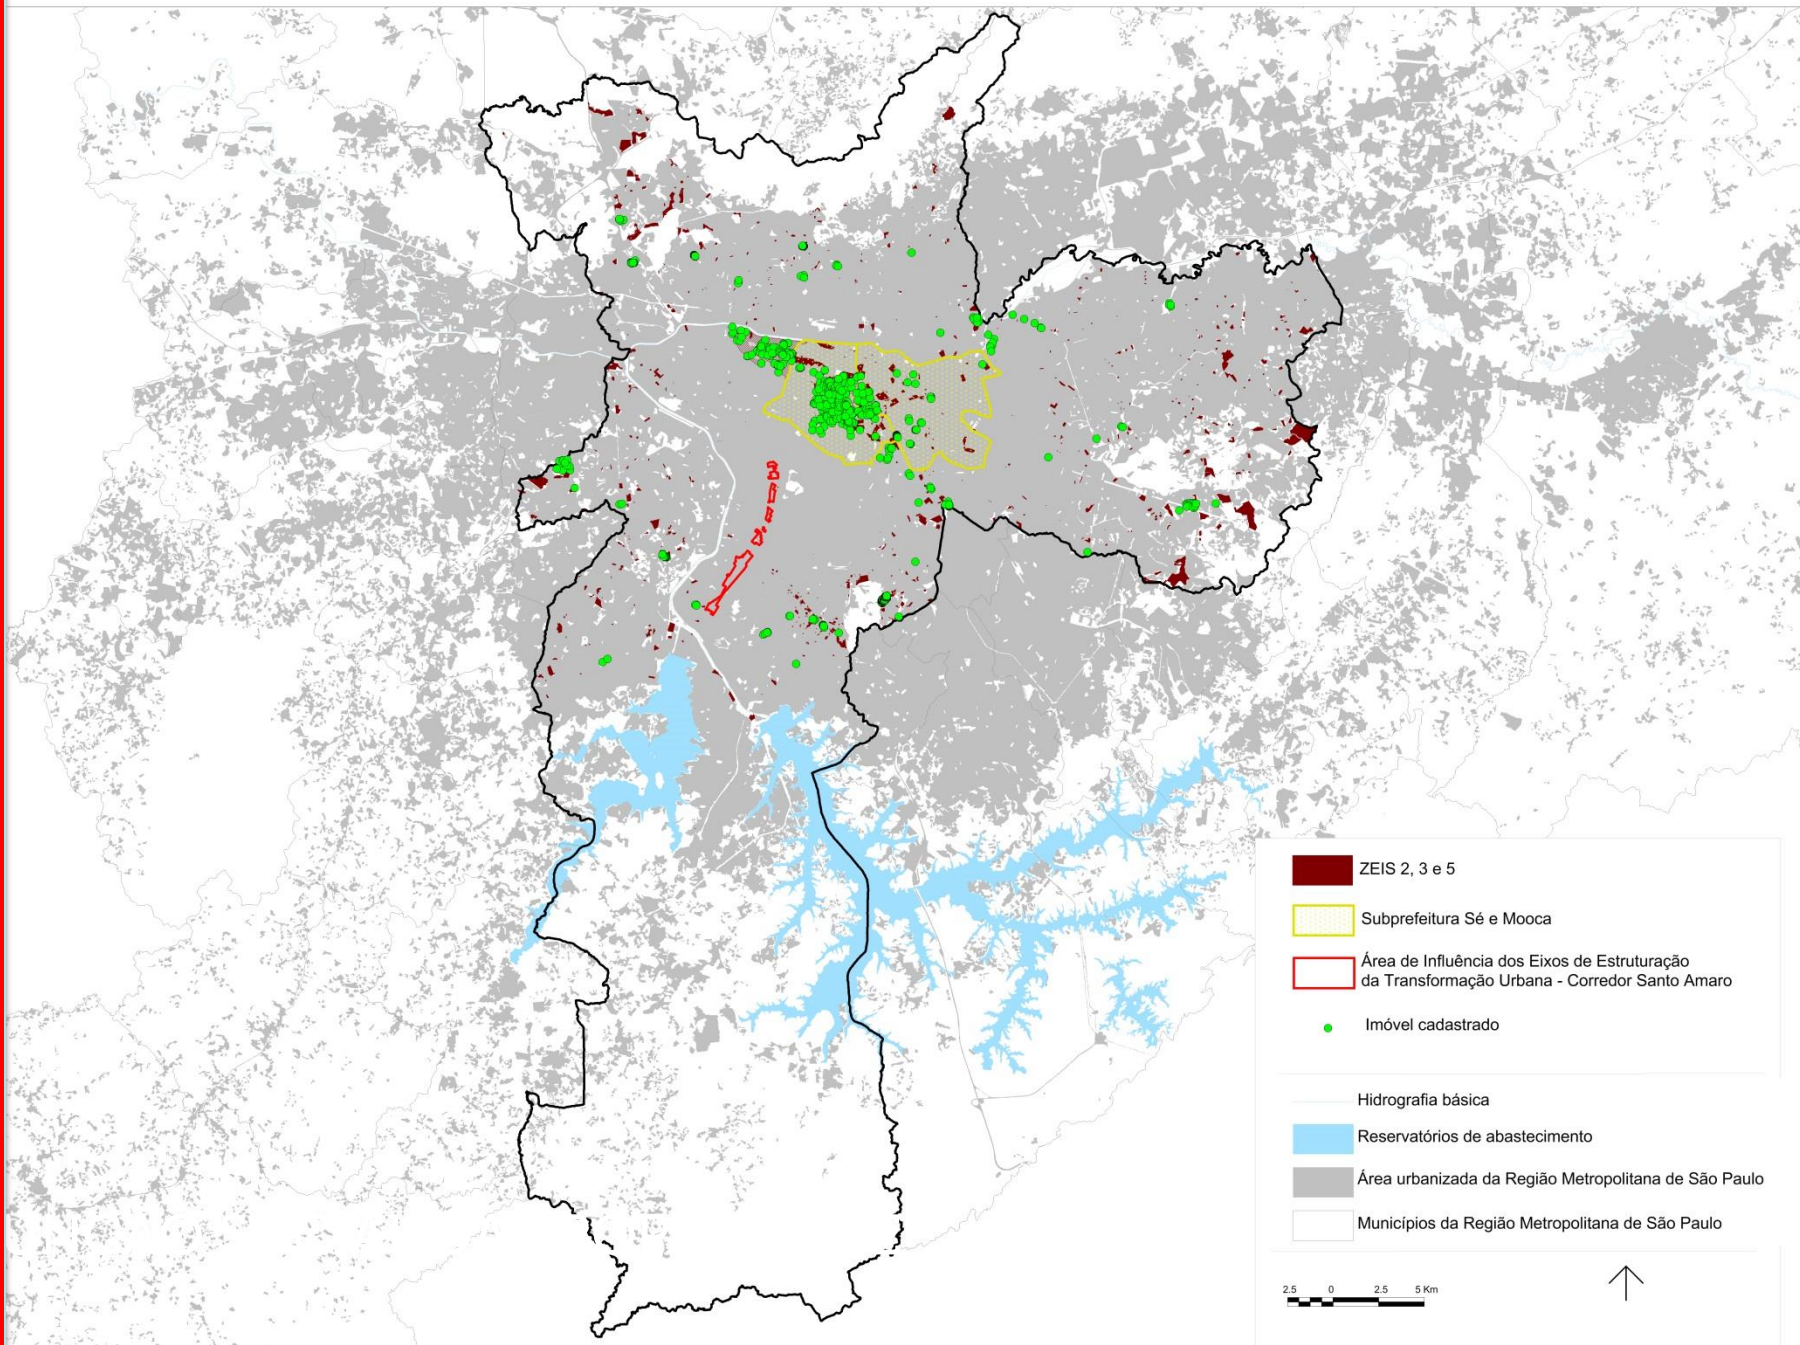 ZEIS 2, 3 e 5
Subprefeitura Sé e Mooca
Área de Influência dos Eixos de Estruturação
da Transformação Urbana - Corredor Santo Amaro
Imóvel cadastrado
Hidrografia básica
Reservatórios de abastecimento
Área urbanizada da Região Metropolitana de São Paulo
Municípios da Região Metropolitana de São Paulo
2.5 0 2.5 5 Km